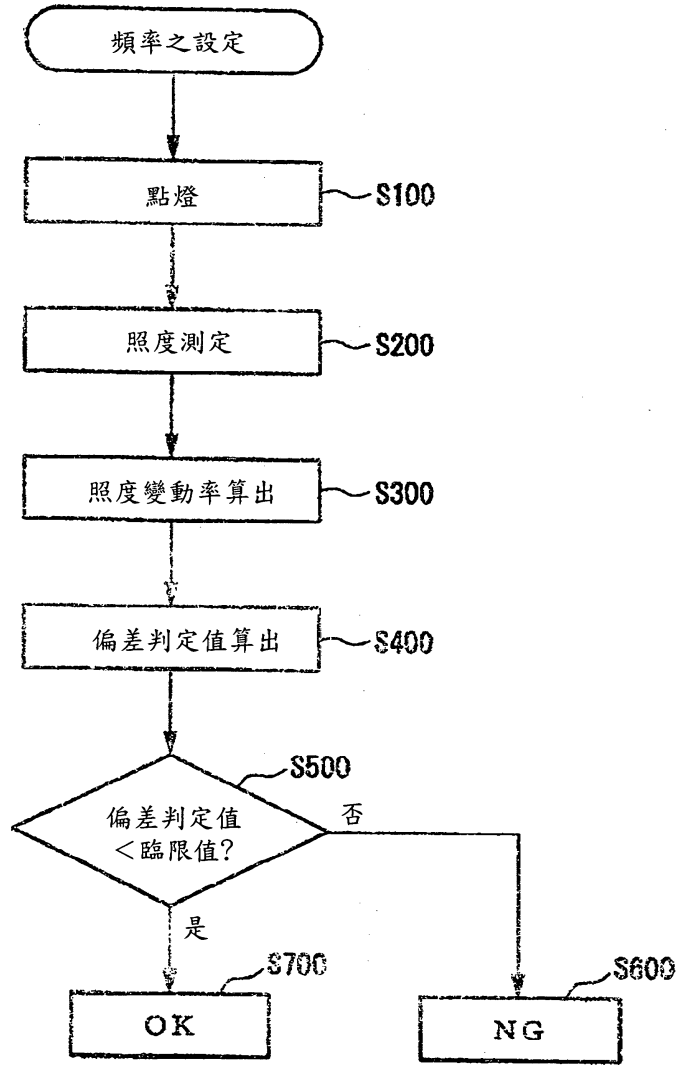 頻率之設定
點燈
S100
照度測定
S200
照度變動率算出
S300
偏差判定值算出
S400
S500
偏差判定值
<臨限值?
否
是
S700
OK
S600
NG